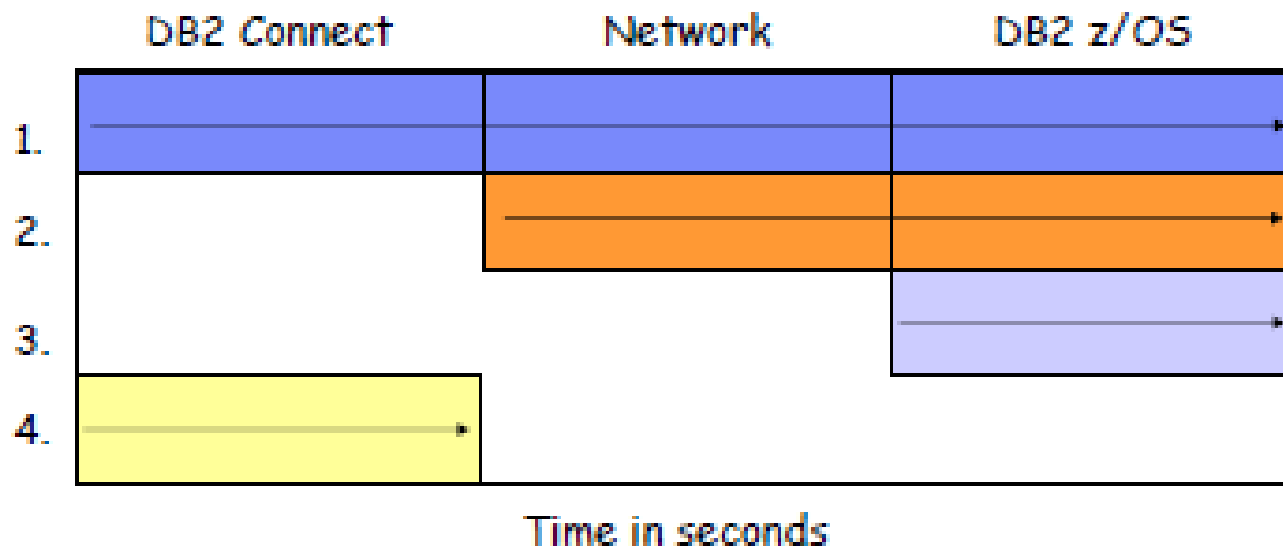 DB2 Connect Network DB2 z/OS
1.
2.
3.
4.
Time in seconds